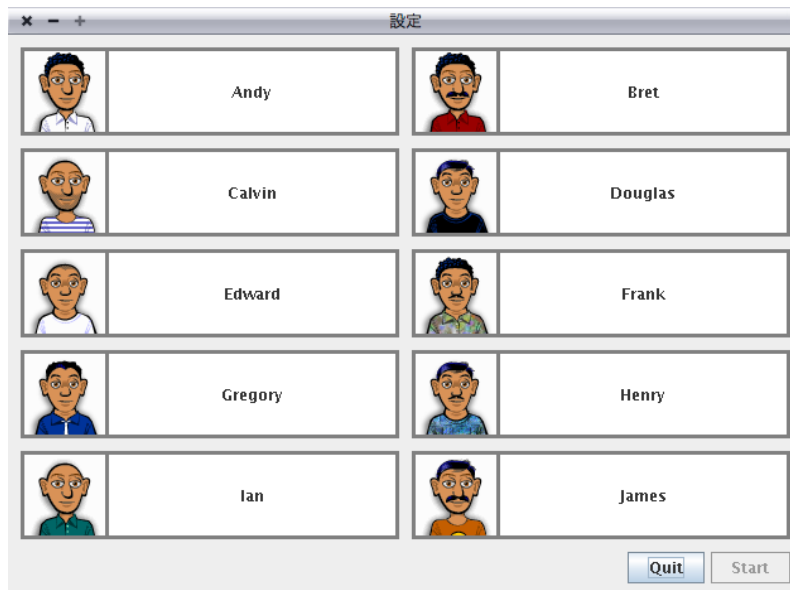 設定
Andy
Bret
Calvin
Douglas
Edward
Frank
Gregory
Henry
Ian
James
Quit
Start